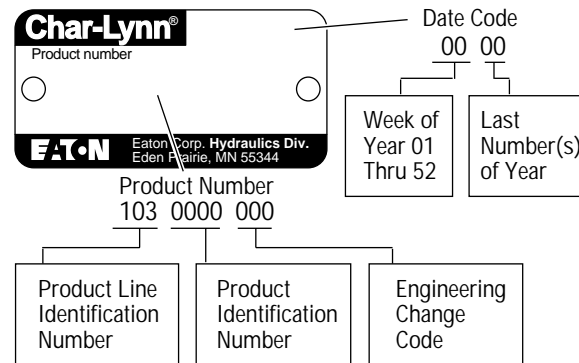 Char-Lynn®
Product number
EATON
Eaton Corp. Hydraulics Div.
Eden Prairie, MN 55344
Date Code
00 00
Week of
Year 01
Thru 52
Last
Number(s)
of Year
Product Number
103 0000 000
Product Line
Identification
Number
Product
Identification
Number
Engineering
Change
Code